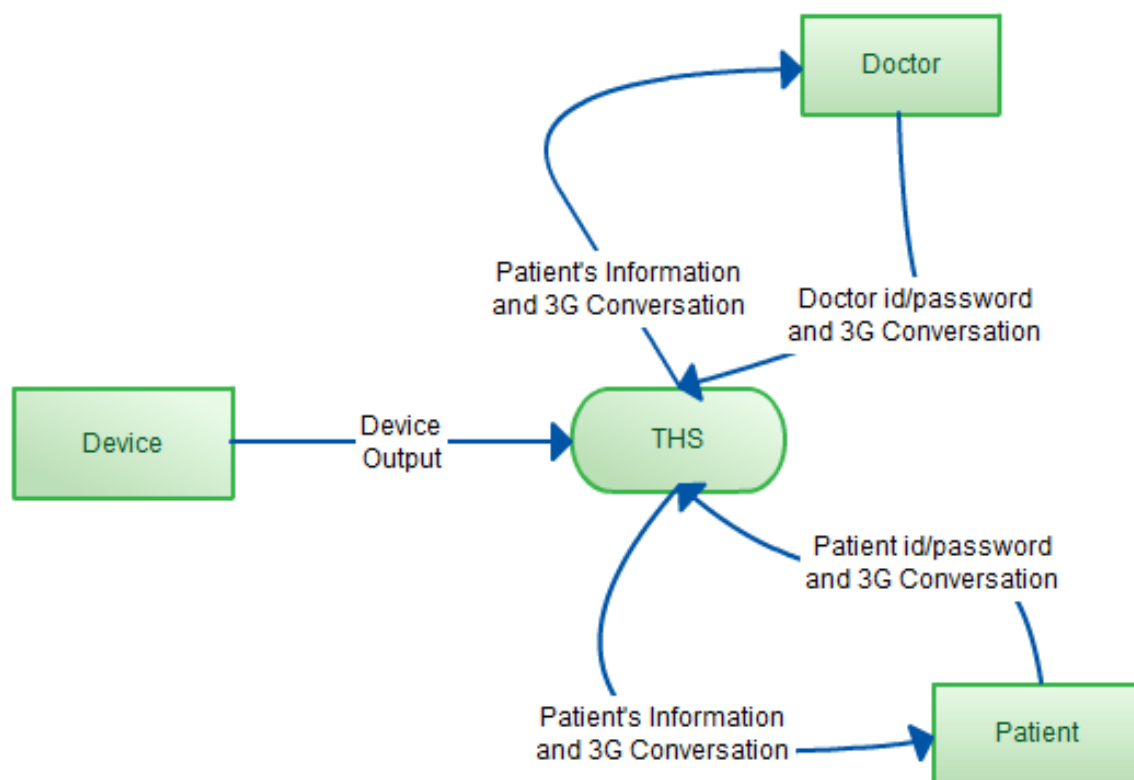 Doctor
Patient's Information
and 3G Conversation
Doctor id/password
and 3G Conversation
Device
Device
Output
THS
Patient id/password
and 3G Conversation
Patient's Information
and 3G Conversation
Patient